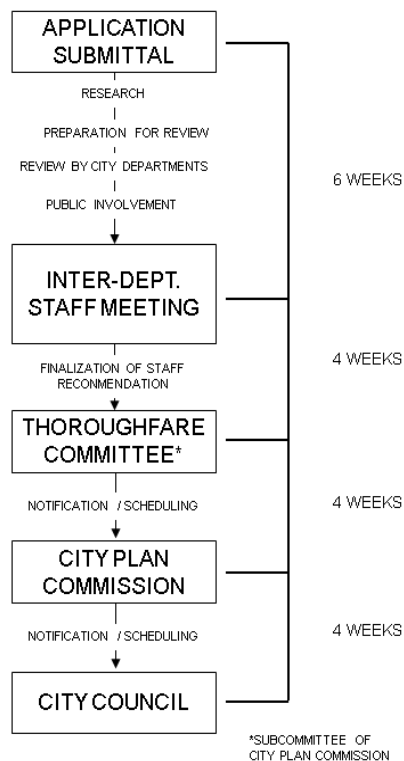 APPLICATION
SUBMITTAL
RESEARCH
PREPARATION FOR REVIEW
REVIEW BY CITY DEPARTMENTS
PUBLIC INVOLVEMENT
6 WEEKS
INTER-DEPT.
STAFF MEETING
FINALIZATION OF STAFF
RECONMENDATION
4 WEEKS
THOROUGHFARE
COMMITTEE*
NOTIFICATION / SCHEDULING
4 WEEKS
CITY PLAN
COMMISSION
NOTIFICATION / SCHEDULING
4 WEEKS
CITY COUNCIL
*SUBCOMMITTEE OF
CITY PLAN COMMISSION